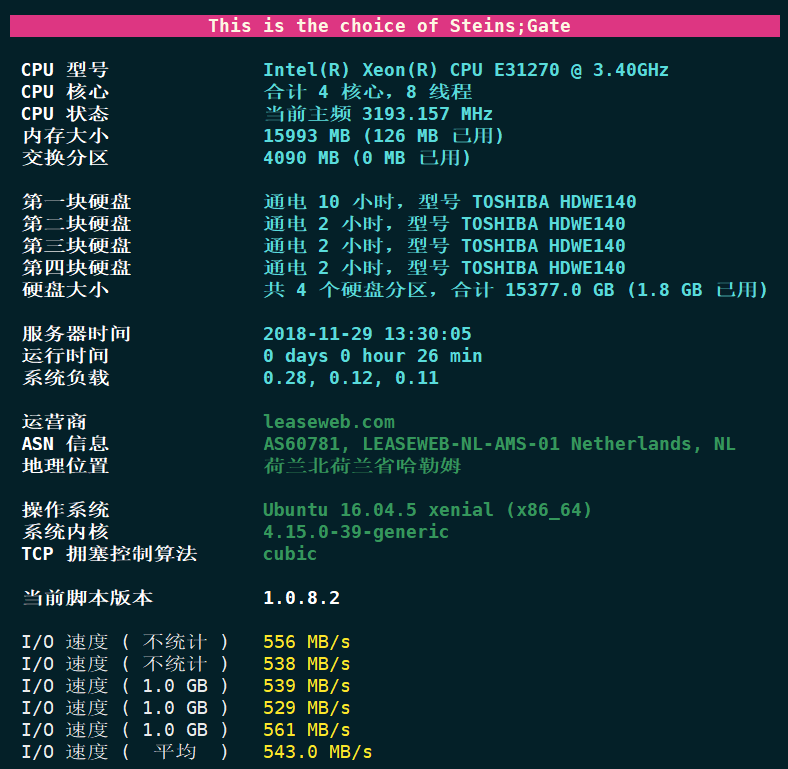 This is the choice of Steins;Gate
CPU 型号 Intel(R) Xeon(R) CPU E31270 @ 3.40GHz
CPU 核心 合计 4 核心，8 线程
CPU 状态 当前主频 3193.157 MHz
内存大小 15993 MB (126 MB 已用)
交换分区 4090 MB (0 MB 已用)
第一块硬盘 通电 10 小时，型号 TOSHIBA HDWE140
第二块硬盘 通电 2 小时，型号 TOSHIBA HDWE140
第三块硬盘 通电 2 小时，型号 TOSHIBA HDWE140
第四块硬盘 通电 2 小时，型号 TOSHIBA HDWE140
硬盘大小 共 4 个硬盘分区，合计 15377.0 GB (1.8 GB 已用)
服务器时间 2018-11-29 13:30:05
运行时间 0 days 0 hour 26 min
系统负载 0.28, 0.12, 0.11
运营商 leaseweb.com
ASN 信息 AS60781, LEASEWEB-NL-AMS-01 Netherlands, NL
地理位置 荷兰北荷兰省哈勒姆
操作系统 Ubuntu 16.04.5 xenial (x86_64)
系统内核 4.15.0-39-generic
TCP 拥塞控制算法 cubic
当前脚本版本 1.0.8.2
I/O 速度 ( 不统计 ) 556 MB/s
I/O 速度 ( 不统计 ) 538 MB/s
I/O 速度 ( 1.0 GB ) 539 MB/s
I/O 速度 ( 1.0 GB ) 529 MB/s
I/O 速度 ( 1.0 GB ) 561 MB/s
I/O 速度 ( 平均 ) 543.0 MB/s